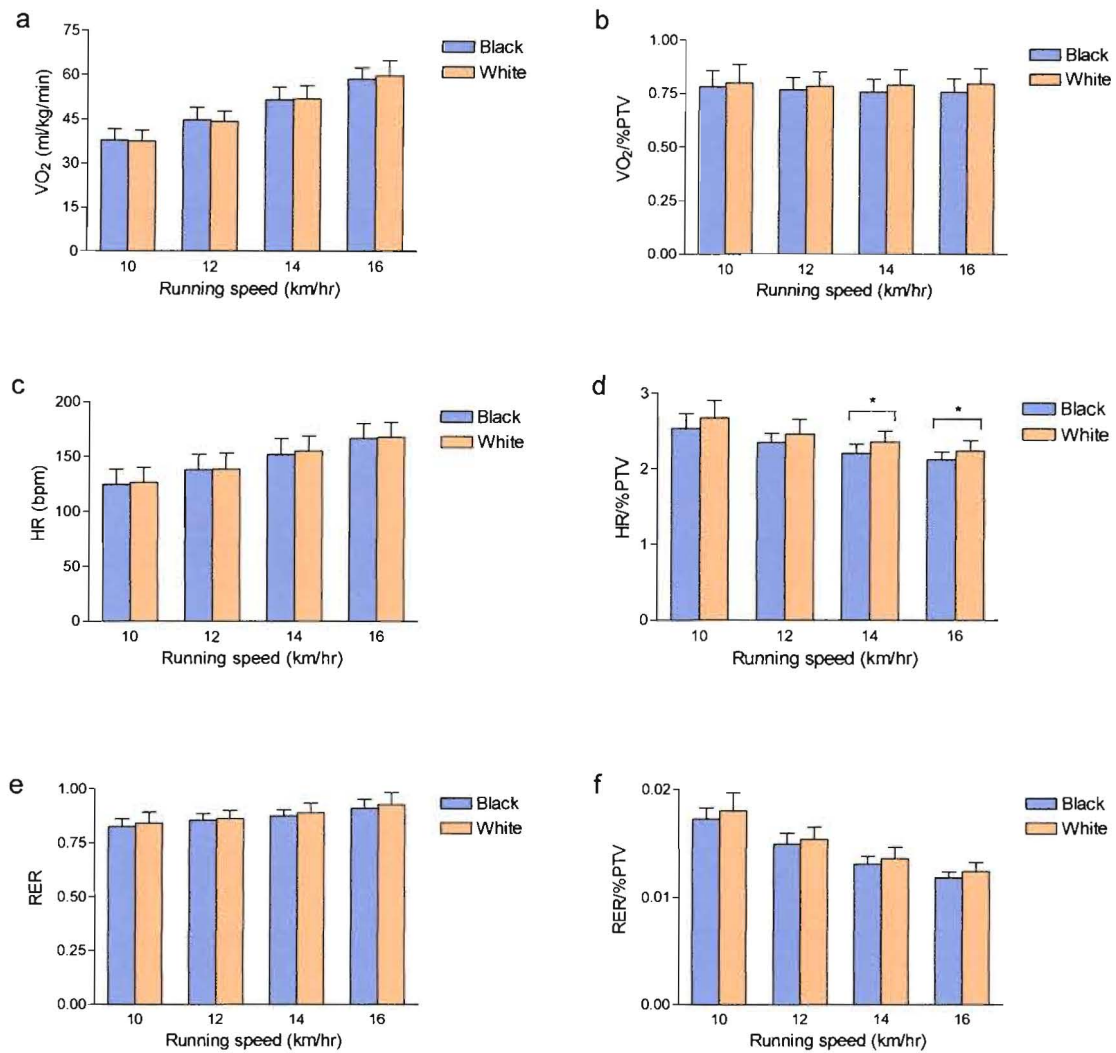 a
75
60
45
30
15
0
VO₂ (ml/kg/min)
10 12 14 16
Running speed (km/hr)
Black
White
b
1.00
0.75
0.50
0.25
0.00
VO₂/%PTV
10 12 14 16
Running speed (km/hr)
Black
White
c
200
150
100
50
0
HR (bpm)
10 12 14 16
Running speed (km/hr)
Black
White
d
3
2
1
0
HR/%PTV
* *
10 12 14 16
Running speed (km/hr)
Black
White
e
1.00
0.75
0.50
0.25
0.00
RER
10 12 14 16
Running speed (km/hr)
Black
White
f
0.02
0.01
0.00
RER/%PTV
10 12 14 16
Running speed (km/hr)
Black
White